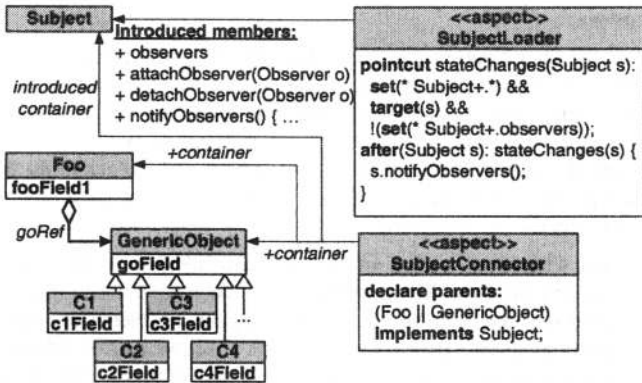 Subject
Introduced members:
+ observers
+ attachObserver(Observer o)
+ detachObserver(Observer o)
+ notifyObservers() { ...
introduced
container
<<aspect>>
SubjectLoader
pointcut stateChanges(Subject s):
set(* Subject+.*) &&
target(s) &&
!(set(* Subject+.observers));
after(Subject s): stateChanges(s) {
s.notifyObservers();
}
Foo
fooField1
+container
goRef
GenericObject
goField
+container
<<aspect>>
SubjectConnector
declare parents:
(Foo || GenericObject)
implements Subject;
C1
c1Field
C3
c3Field
...
C2
c2Field
C4
c4Field